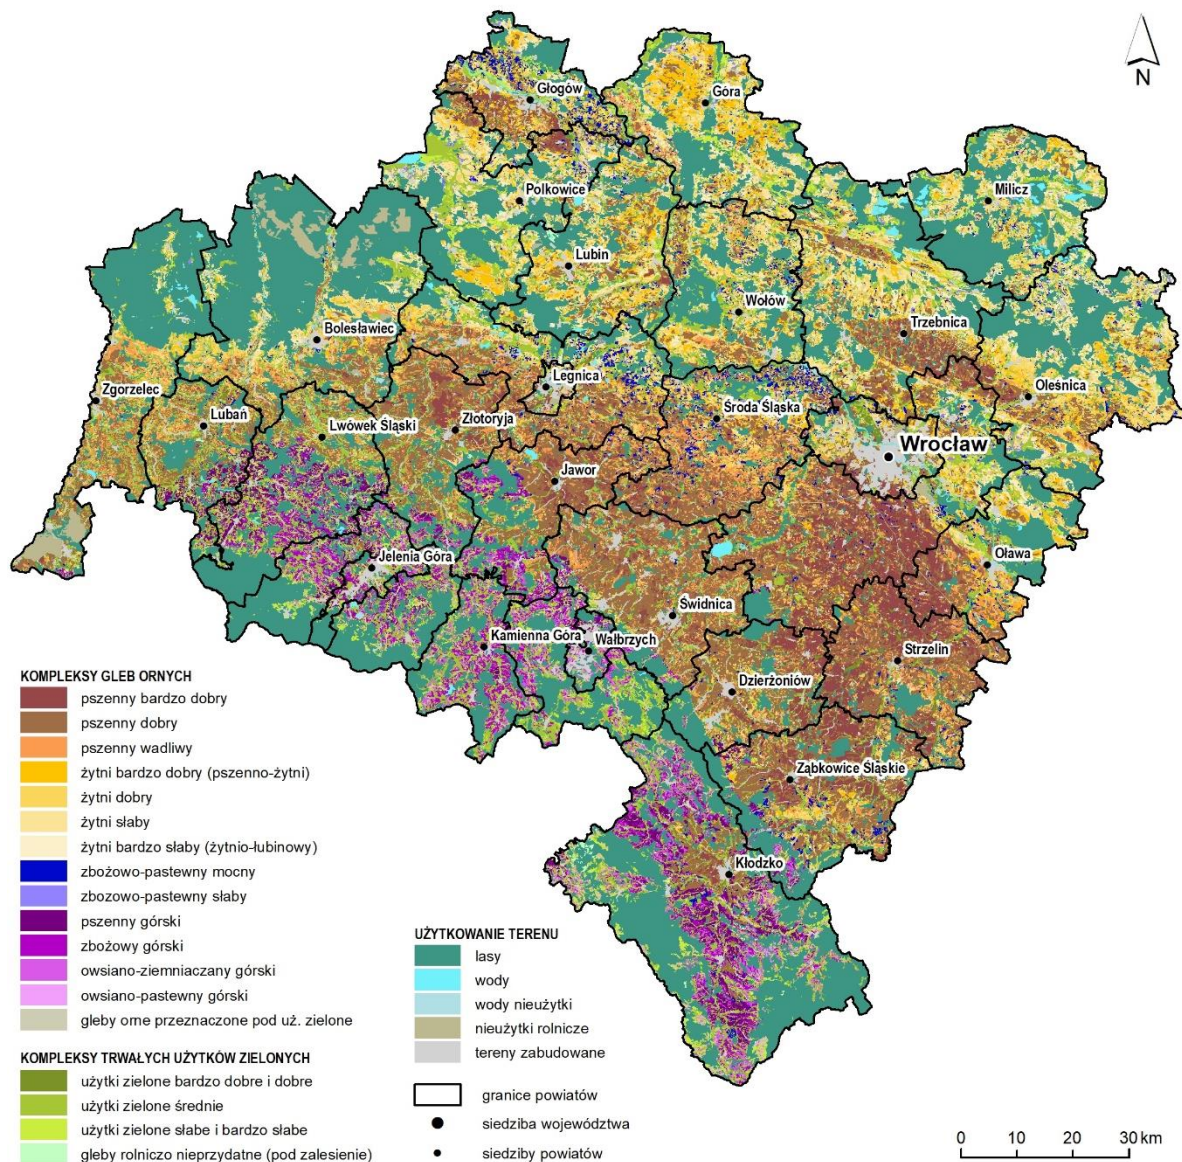 N
Głogów
Góra
Milicz
Polkowice
Lubin
Wołów
Trzebnica
Bolesławiec
Legnica
Zgorzelec
Lubań
Lwówek Śląski
Złotoryja
Środa Śląska
Oleśnica
Wrocław
Jawor
Jelenia Góra
Oława
Świdnica
Kamienna Góra
Wałbrzych
Strzelin
Dzierżoniów
Ząbkowice Śląskie
Kłodzko
KOMPLEKSY GLEB ORNYCH
pszenny bardzo dobry
pszenny dobry
pszenny wadliwy
żytni bardzo dobry (pszenno-żytni)
żytni dobry
żytni słaby
żytni bardzo słaby (żytnio-łubinowy)
zbożowo-pastewny mocny
zbozowo-pastewny słaby
pszenny górski
zbożowy górski
owsiano-ziemniaczany górski
owsiano-pastewny górski
gleby orne przeznaczone pod uż. zielone
KOMPLEKSY TRWAŁYCH UŻYTKÓW ZIELONYCH
użytki zielone bardzo dobre i dobre
użytki zielone średnie
użytki zielone słabe i bardzo słabe
gleby rolniczo nieprzydatne (pod zalesienie)
UŻYTKOWANIE TERENU
lasy
wody
wody nieużytki
nieużytki rolnicze
tereny zabudowane
granice powiatów
siedziba województwa
siedziby powiatów
0 10 20 30 km